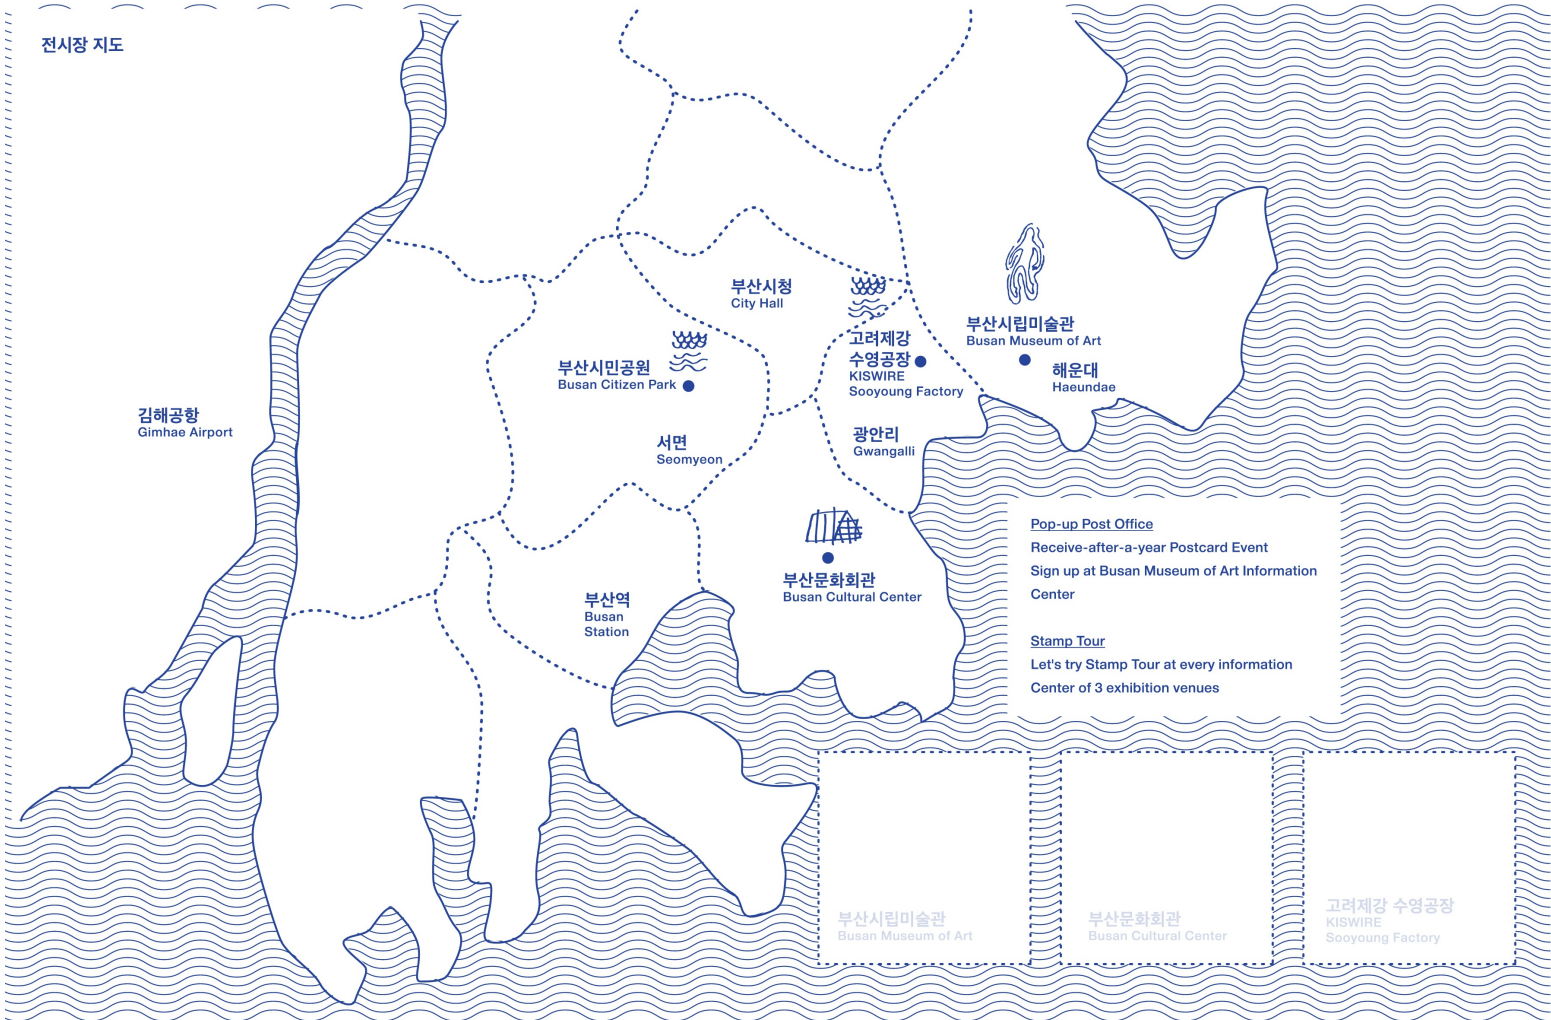 전시장 지도
부산시청
City Hall
부산시립미술관
Busan Museum of Art
고려제강
수영공장
KISWIRE
Sooyoung Factory
부산시민공원
Busan Citizen Park
해운대
Haeundae
김해공항
Gimhae Airport
서면
Seomyeon
광안리
Gwangalli
부산문화회관
Busan Cultural Center
부산역
Busan
Station
Pop-up Post Office
Receive-after-a-year Postcard Event
Sign up at Busan Museum of Art Information
Center
Stamp Tour
Let's try Stamp Tour at every information
Center of 3 exhibition venues
부산시립미술관
Busan Museum of Art
부산문화회관
Busan Cultural Center
고려제강 수영공장
KISWIRE
Sooyoung Factory